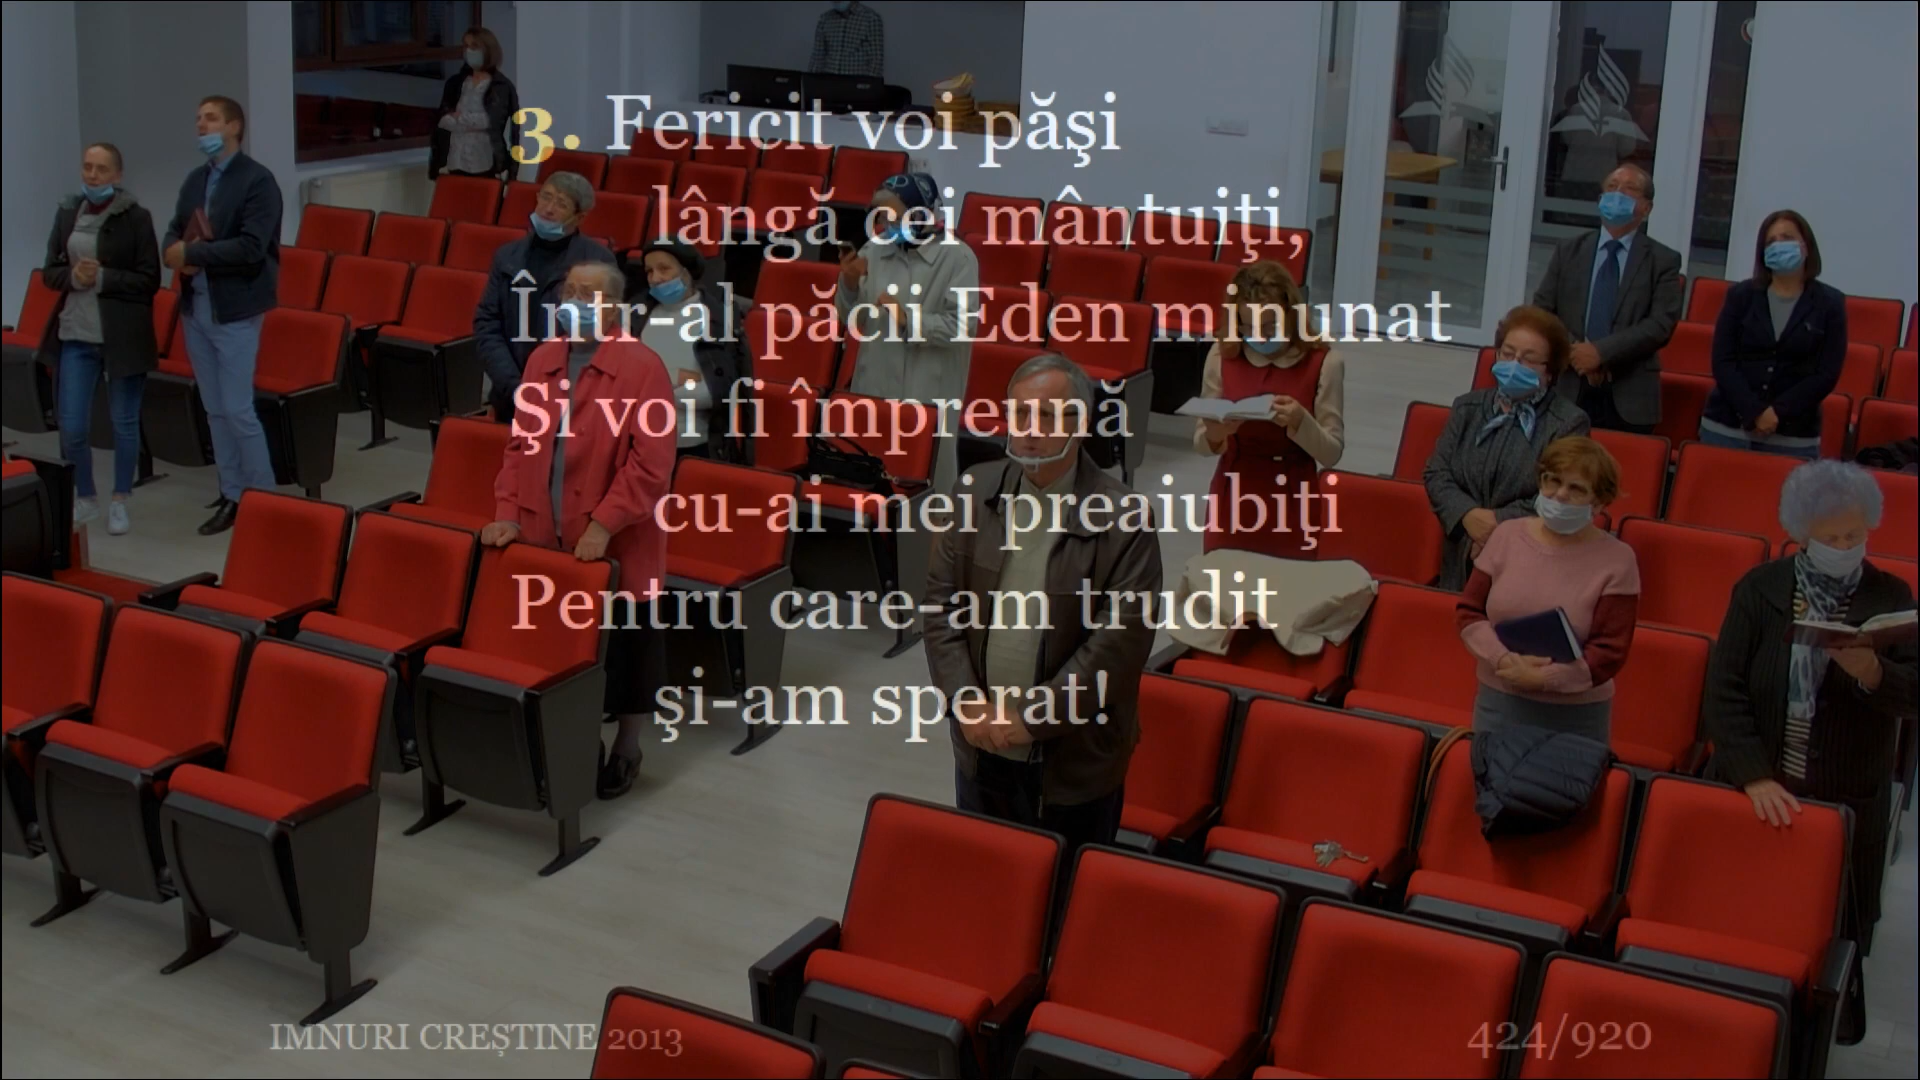 3. Fericit voi păşi
lângă cei mântuiţi,
Într-al păcii Eden minunat
Şi voi fi împreună
cu-ai mei preaiubiţi
Pentru care-am trudit
şi-am sperat!
IMNURI CREȘTINE 2013
424/920